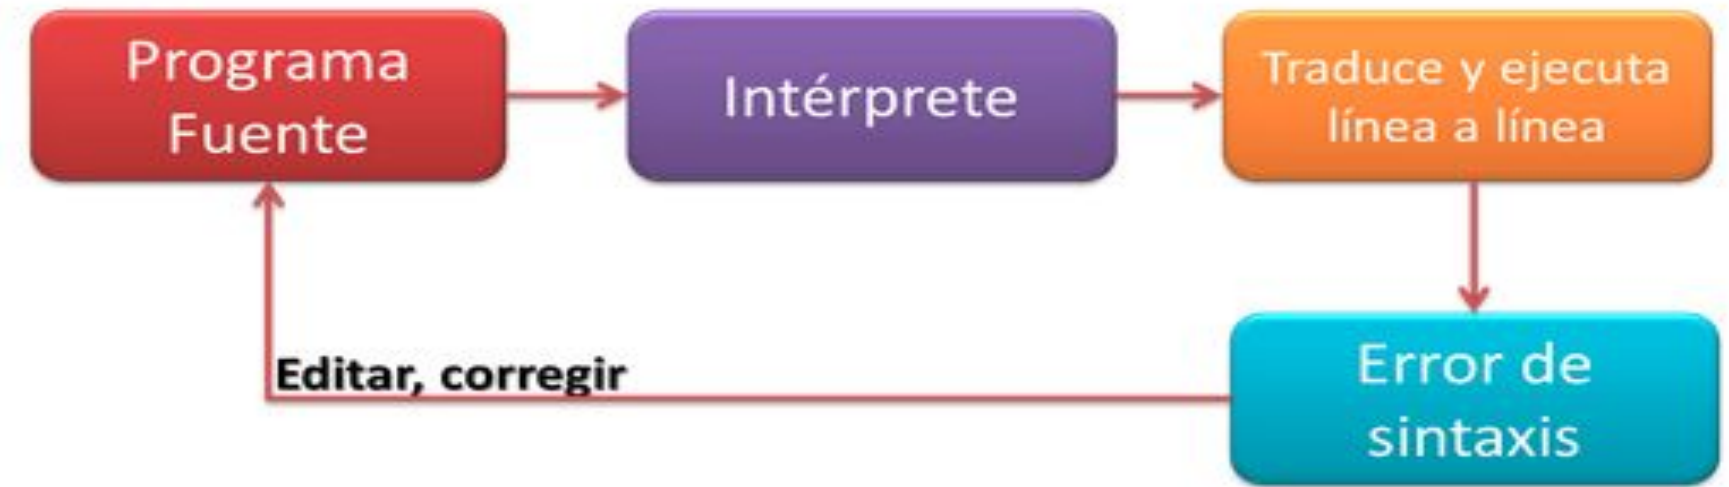 Programa
Fuente
Intérprete
Traduce y ejecuta
línea a línea
Error de
sintaxis
Editar, corregir